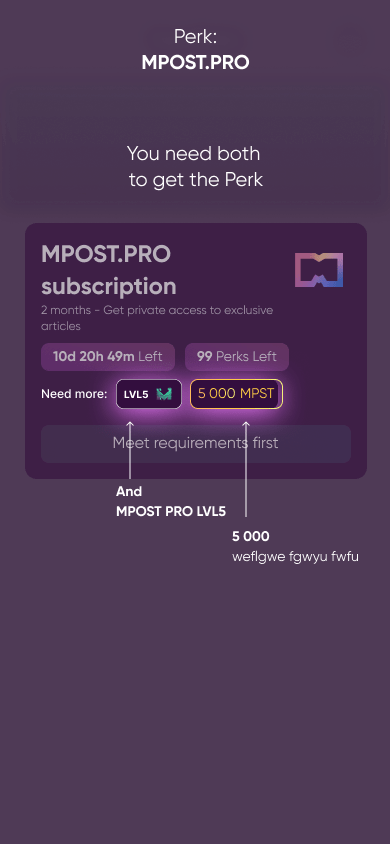 Perk:
MPOST.PRO
You need both
to get the Perk
MPOST.PRO
subscription
2 months - Get private access to exclusive
articles
10d 20h 49m Left
99 Perks Left
Need more: LVL5 5 000 MPST
Meet requirements first
And
MPOST PRO LVL5
5 000
weflgwe fgwyu fwfu